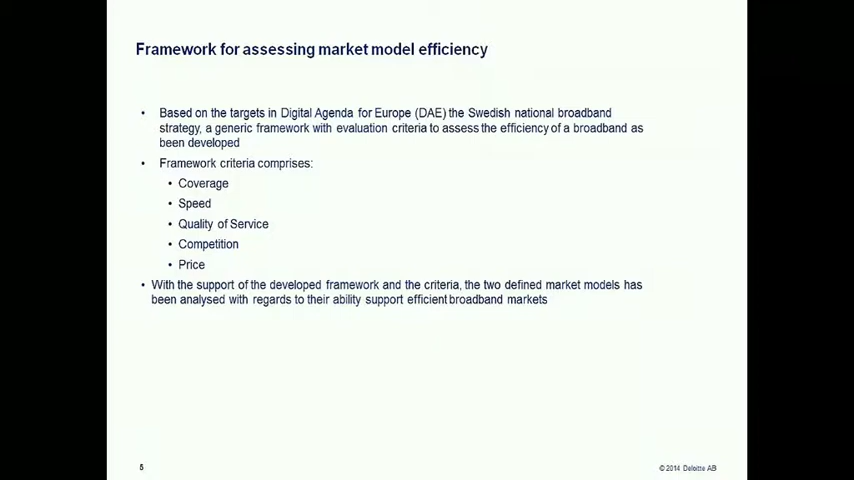 Framework for assessing market model efficiency
• Based on the targets in Digital Agenda for Europe (DAE) the Swedish national broadband
strategy, a generic framework with evaluation criteria to assess the efficiency of a broadband as
been developed
• Framework criteria comprises:
• Coverage
• Speed
• Quality of Service
• Competition
• Price
• With the support of the developed framework and the criteria, the two defined market models has
been analysed with regards to their ability support efficient broadband markets
5
© 2014 Deloitte AB